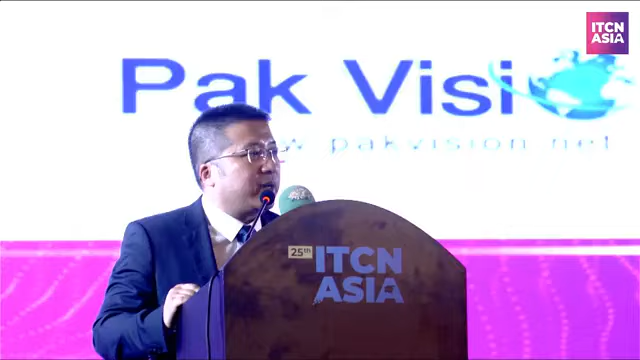 ITCN
ASIA
Pak Visi
w pakvision.net
25th
ITCN
ASIA